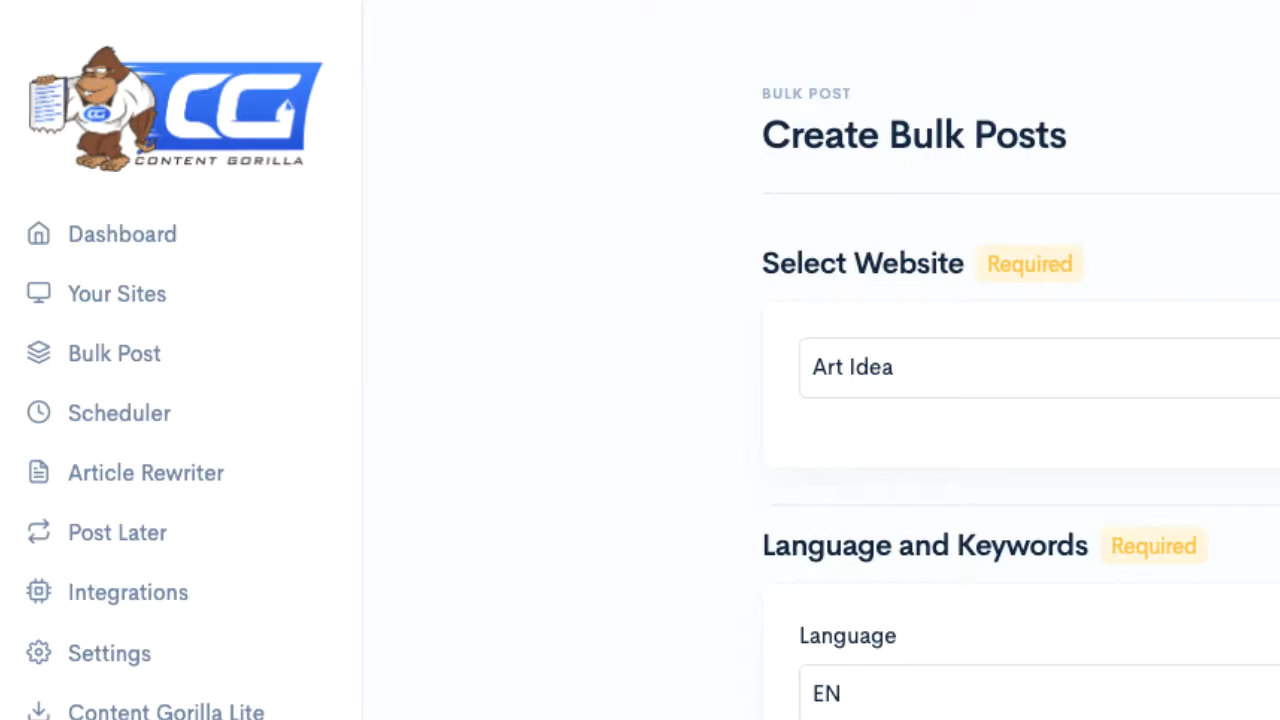 CG
CONTENT GORILLA
Dashboard
Your Sites
Bulk Post
Scheduler
Article Rewriter
Post Later
Integrations
Settings
Content Gorilla Lite
BULK POST
Create Bulk Posts
Select Website Required
Art Idea
Language and Keywords Required
Language
EN